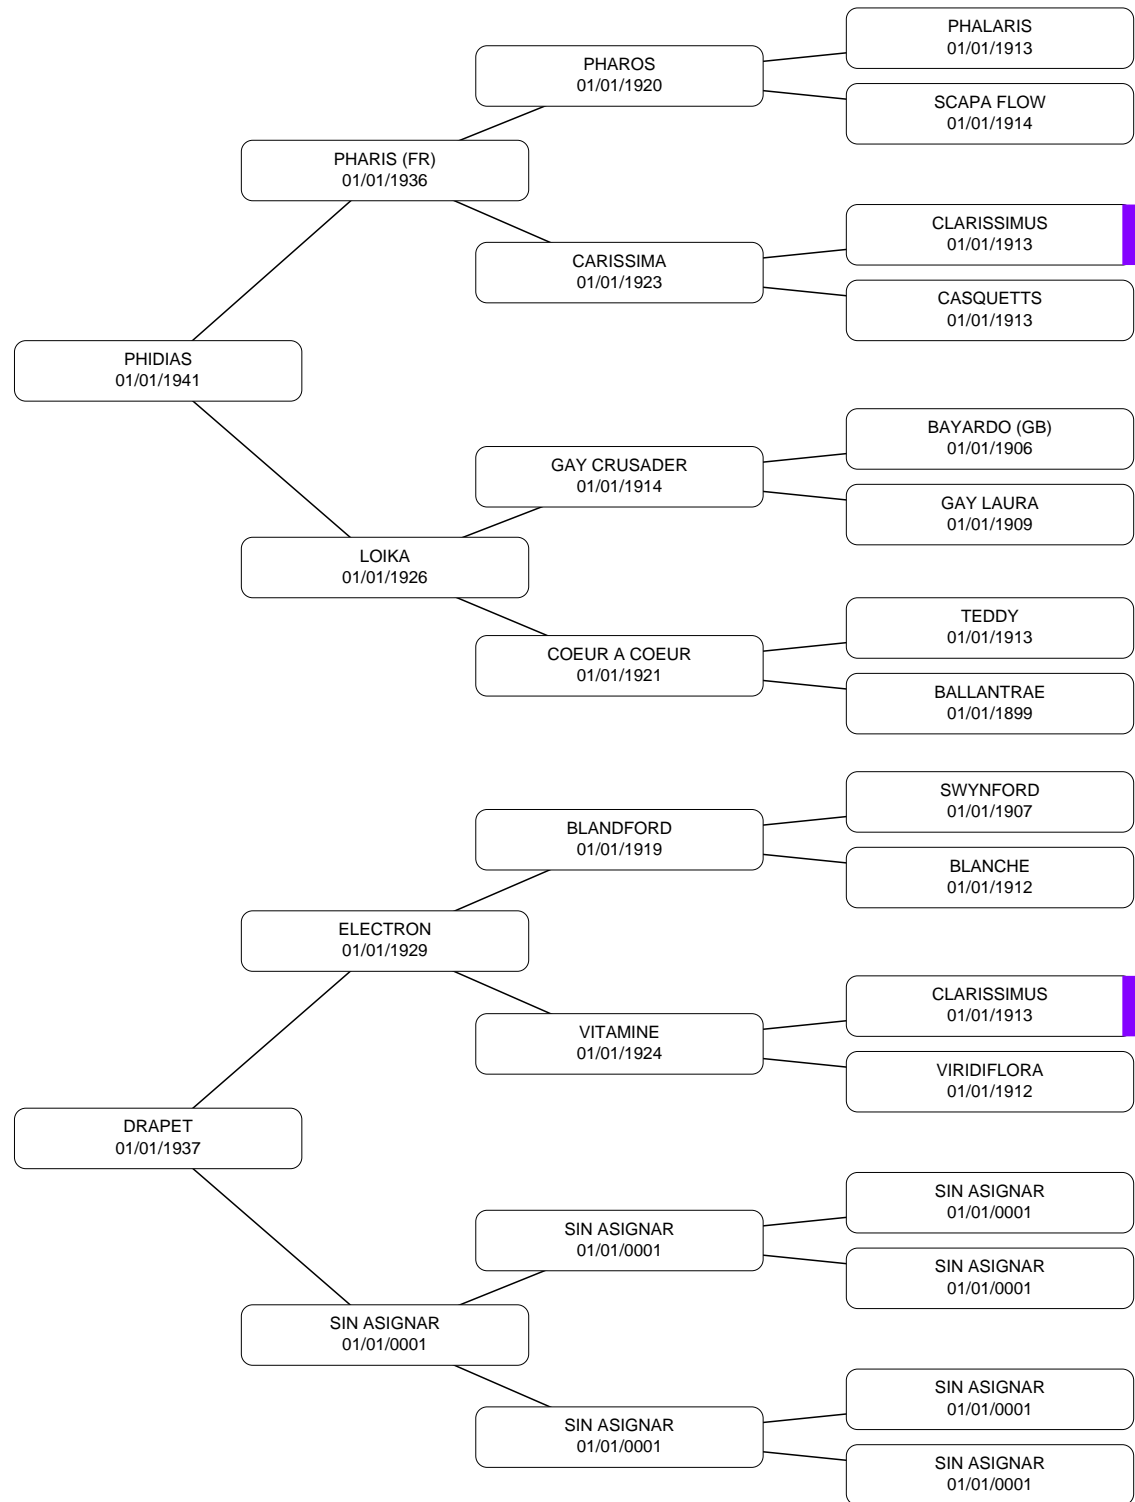 PHALARIS
01/01/1913
PHAROS
01/01/1920
SCAPA FLOW
01/01/1914
PHARIS (FR)
01/01/1936
CLARISSIMUS
01/01/1913
CARISSIMA
01/01/1923
CASQUETTS
01/01/1913
PHIDIAS
01/01/1941
BAYARDO (GB)
01/01/1906
GAY CRUSADER
01/01/1914
GAY LAURA
01/01/1909
LOIKA
01/01/1926
TEDDY
01/01/1913
COEUR A COEUR
01/01/1921
BALLANTRAE
01/01/1899
SWYNFORD
01/01/1907
BLANDFORD
01/01/1919
BLANCHE
01/01/1912
ELECTRON
01/01/1929
CLARISSIMUS
01/01/1913
VITAMINE
01/01/1924
VIRIDIFLORA
01/01/1912
DRAPET
01/01/1937
SIN ASIGNAR
01/01/0001
SIN ASIGNAR
01/01/0001
SIN ASIGNAR
01/01/0001
SIN ASIGNAR
01/01/0001
SIN ASIGNAR
01/01/0001
SIN ASIGNAR
01/01/0001
SIN ASIGNAR
01/01/0001